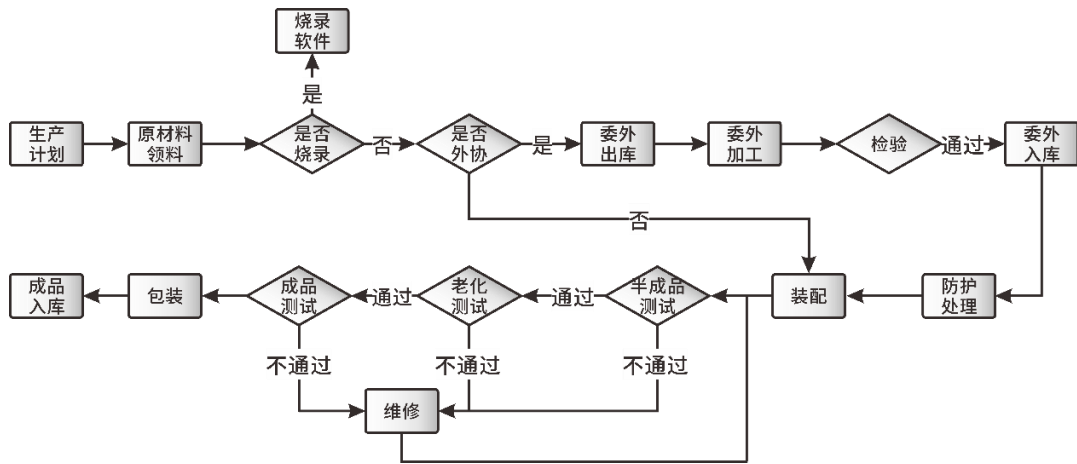 烧录
软件
是
生产
计划
原材料
领料
是否
烧录
否
是否
外协
是
委外
出库
委外
加工
检验
通过
委外
入库
否
成品
入库
包装
成品
测试
通过
老化
测试
通过
半成品
测试
装配
防护
处理
不通过
不通过
不通过
维修